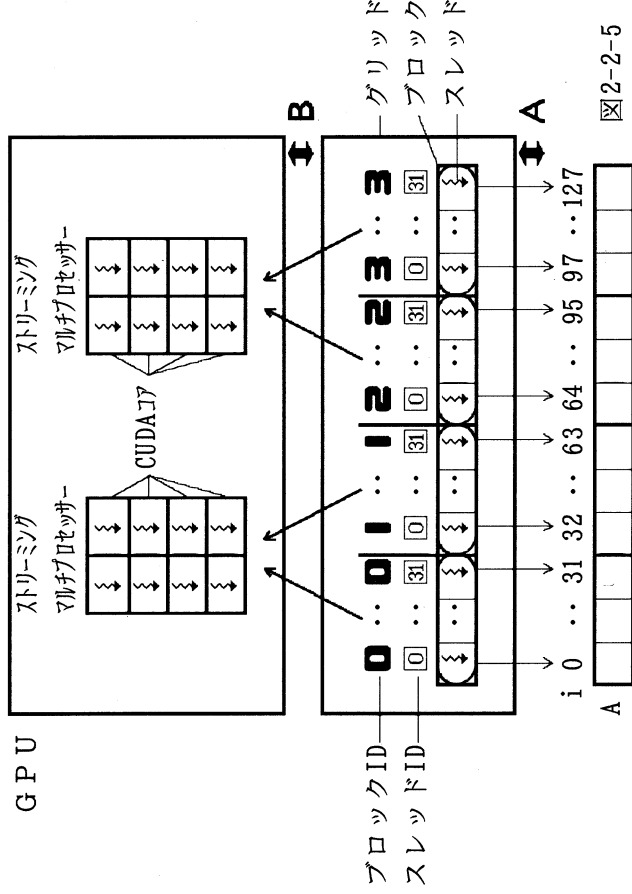 GPU
ストリーミング
マルチプロセッサー
ストリーミング
マルチプロセッサー
CUDAコア
B
ブロックID
0 ‥ 0 1 ‥ 1 2 ‥ 2 3 ‥ 3
グリッド
スレッドID
0 ‥ 31 0 ‥ 31 0 ‥ 31 0 ‥ 31
ブロック
‥ ‥ ‥ ‥
スレッド
A
i 0 ‥ 31 32 ‥ 63 64 ‥ 95 97 ‥ 127
A
図2-2-5